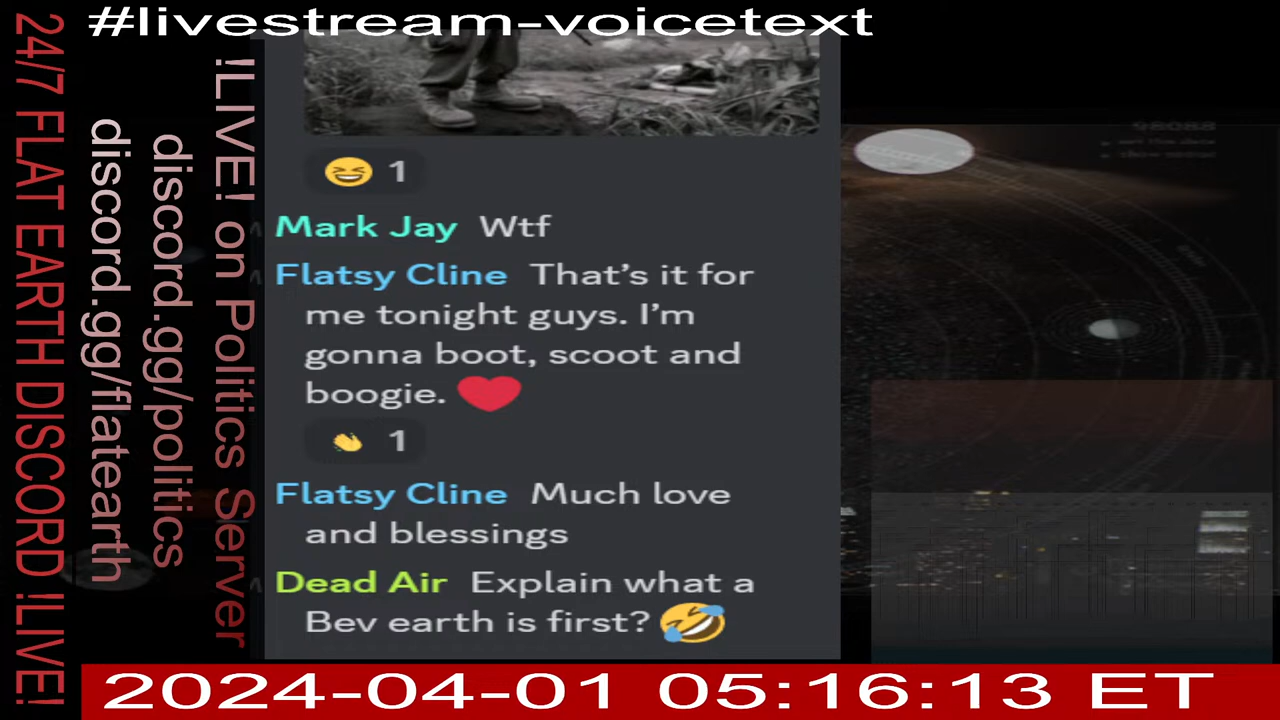 #livestream-voicetext
24/7 FLAT EARTH DISCORD !LIVE!
discord.gg/flatearth
discord.gg/politics
!LIVE! on Politics Server
😆 1
Mark Jay Wtf
Flatsy Cline That’s it for
me tonight guys. I’m
gonna boot, scoot and
boogie. ❤️
👏 1
Flatsy Cline Much love
and blessings
Dead Air Explain what a
Bev earth is first? 🤣
2024-04-01 05:16:13 ET